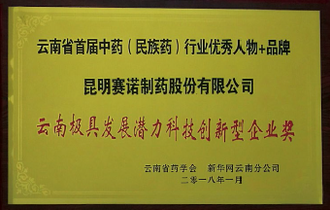 云南省首届中药（民族药）行业优秀人物+品牌
昆明赛诺制药股份有限公司
云南极具发展潜力科技创新型企业奖
云南省药学会 新华网云南分公司
二零一八年一月